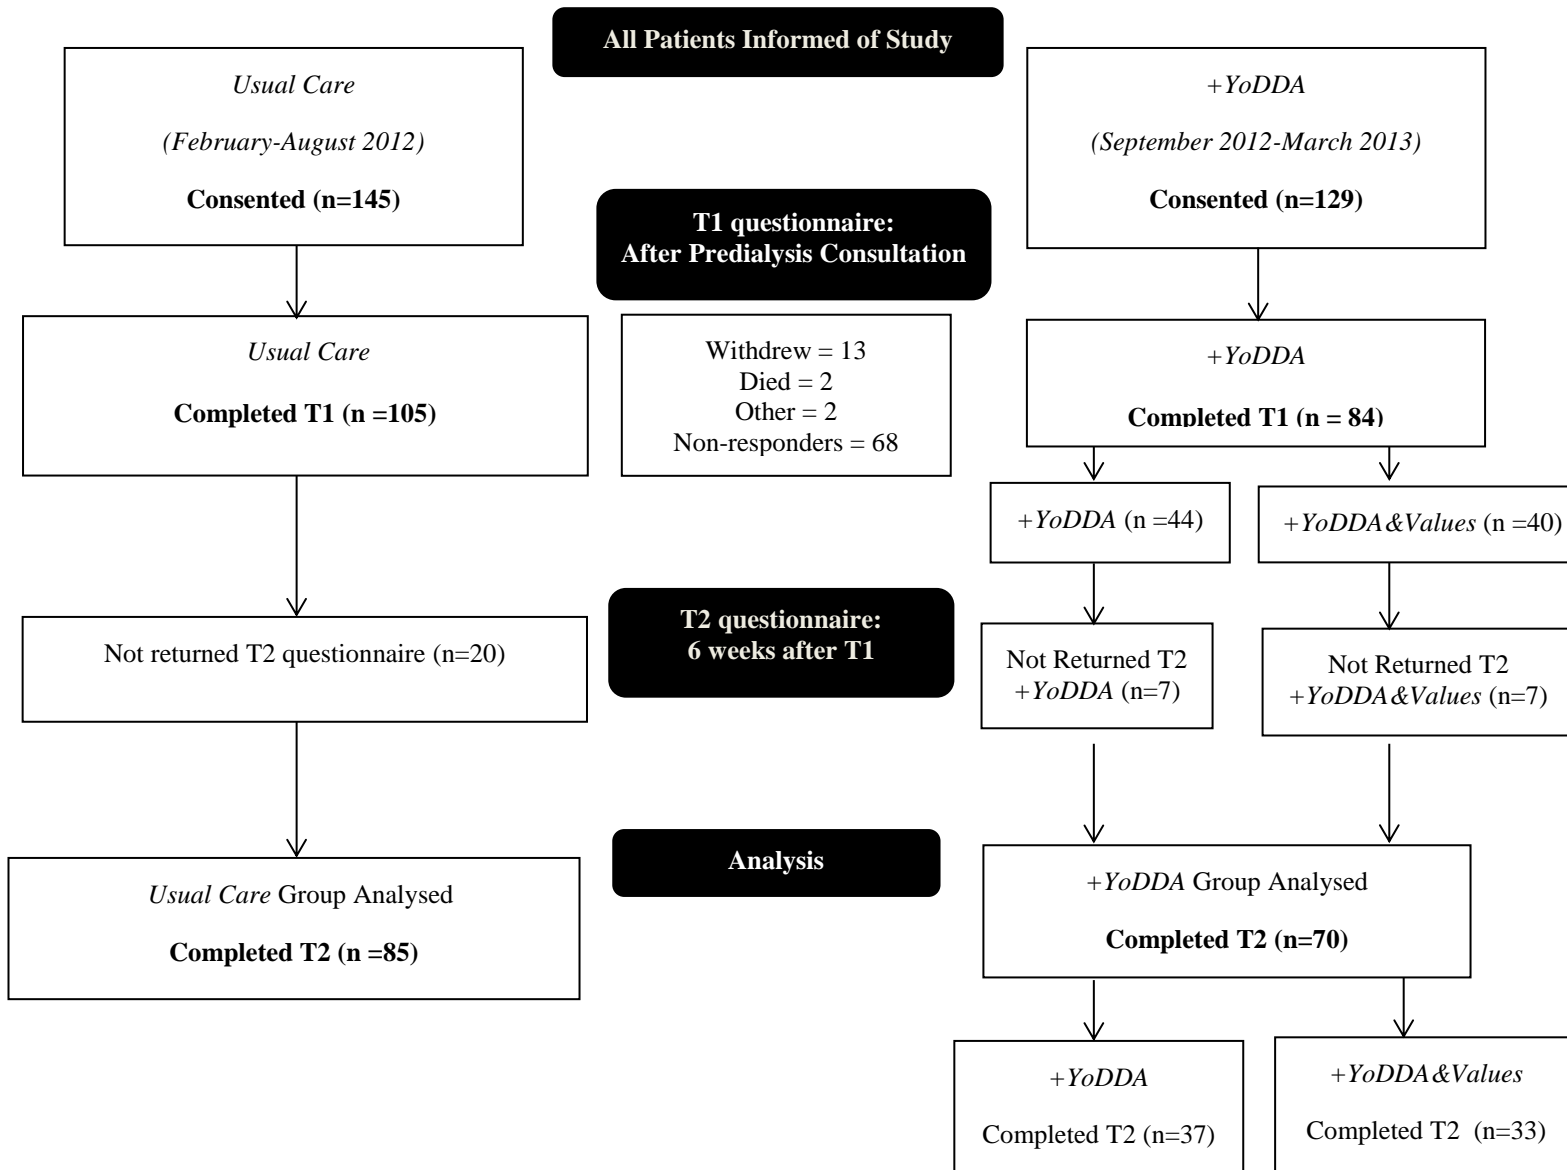 All Patients Informed of Study
Usual Care
(February-August 2012)
Consented (n=145)
+YoDDA
(September 2012-March 2013)
Consented (n=129)
T1 questionnaire:
After Predialysis Consultation
Usual Care
Completed T1 (n =105)
Withdrew = 13
Died = 2
Other = 2
Non-responders = 68
+YoDDA
Completed T1 (n = 84)
+YoDDA (n =44)
+YoDDA&Values (n =40)
T2 questionnaire:
6 weeks after T1
Not returned T2 questionnaire (n=20)
Not Returned T2
+YoDDA (n=7)
Not Returned T2
+YoDDA&Values (n=7)
Analysis
Usual Care Group Analysed
Completed T2 (n =85)
+YoDDA Group Analysed
Completed T2 (n=70)
+YoDDA
Completed T2 (n=37)
+YoDDA&Values
Completed T2 (n=33)